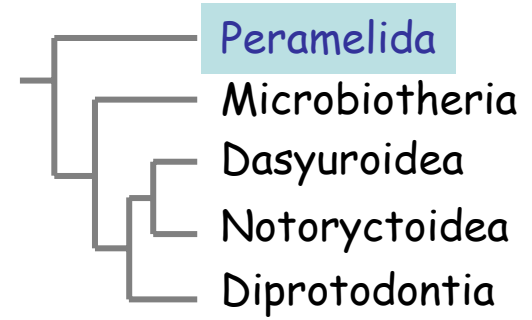 Peramelida
Microbiotheria
Dasyuroidea
Notoryctoidea
Diprotodontia